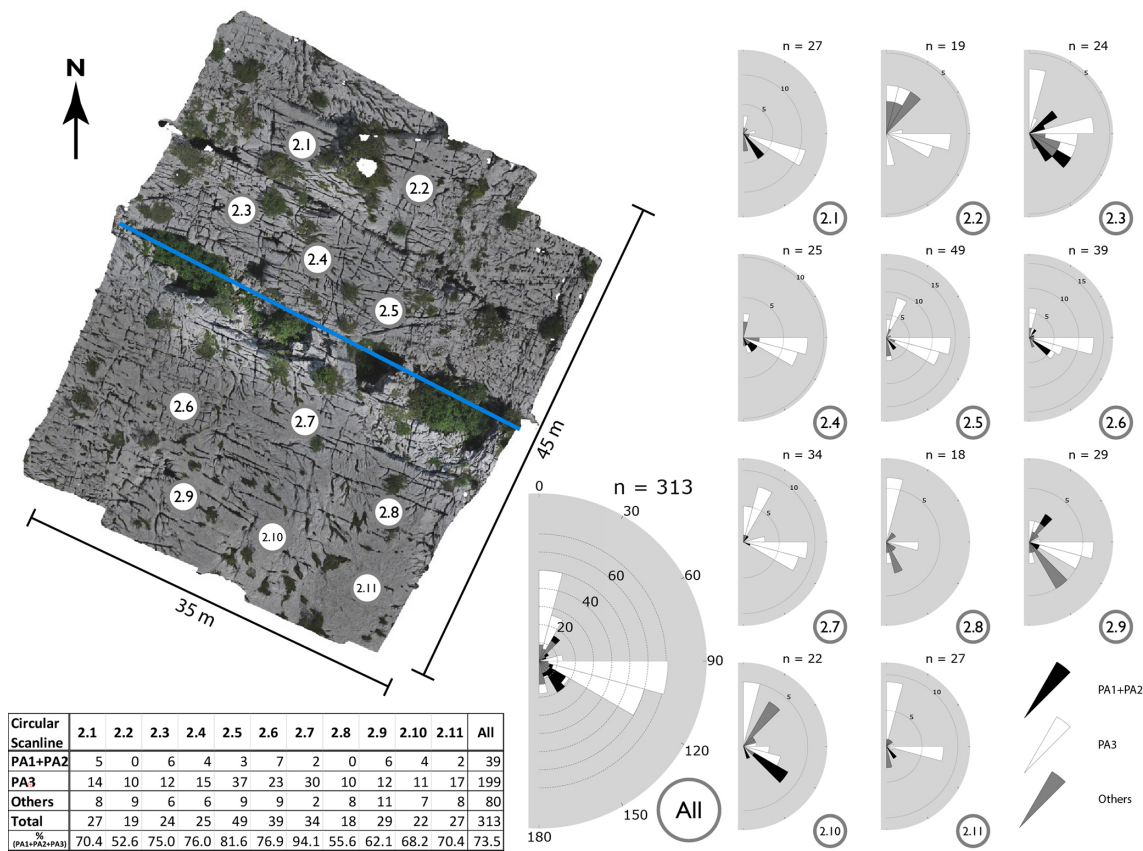 N
2.1
2.2
2.3
2.4
2.5
2.6
2.7
2.8
2.9
2.10
2.11
45 m
35 m
n = 27
5
10
2.1
n = 19
5
2.2
n = 24
5
2.3
n = 25
5
10
2.4
n = 49
5
10
15
2.5
n = 39
5
10
15
2.6
n = 34
5
10
2.7
n = 18
5
2.8
n = 29
5
2.9
n = 22
5
2.10
n = 27
5
10
2.11
n = 313
0
30
60
90
120
150
180
20
40
60
All
PA1+PA2
PA3
Others
Circular Scanline 2.1 2.2 2.3 2.4 2.5 2.6 2.7 2.8 2.9 2.10 2.11 All
PA1+PA2 5 0 6 4 3 7 2 0 6 4 2 39
PA3 14 10 12 15 37 23 30 10 12 11 17 199
Others 8 9 6 6 9 9 2 8 11 7 8 80
Total 27 19 24 25 49 39 34 18 29 22 27 313
% (PA1+PA2+PA3) 70.4 52.6 75.0 76.0 81.6 76.9 94.1 55.6 62.1 68.2 70.4 73.5